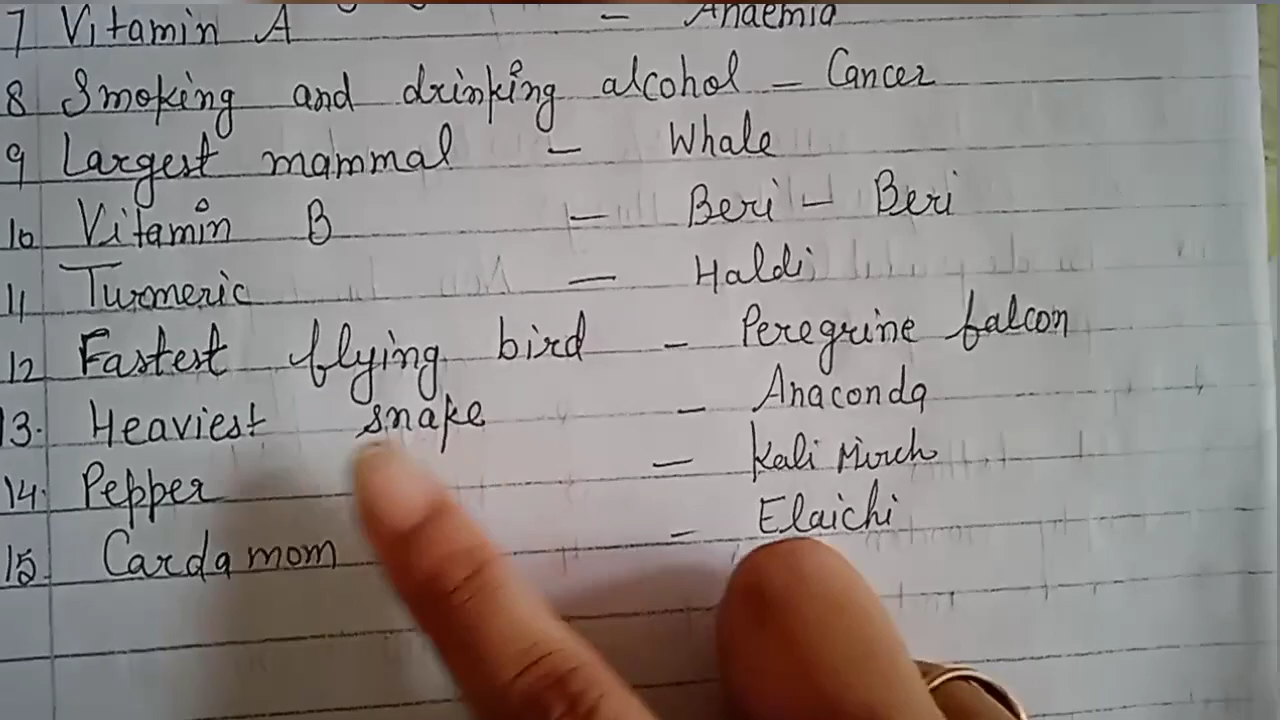 7 Vitamin A - Anaemia
8 Smoking and drinking alcohol - Cancer
9 Largest mammal - Whale
10 Vitamin B - Beri - Beri
11 Turmeric - Haldi
12 Fastest flying bird - Peregrine falcon
13. Heaviest snake - Anaconda
14. Pepper - Kali Mirch
15 Cardamom - Elaichi